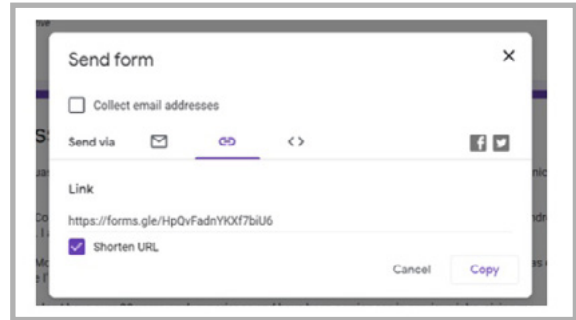 Send form
Collect email addresses
Send via
Link
https://forms.gle/HpQvFadnYKXf7biU6
Shorten URL
Cancel Copy